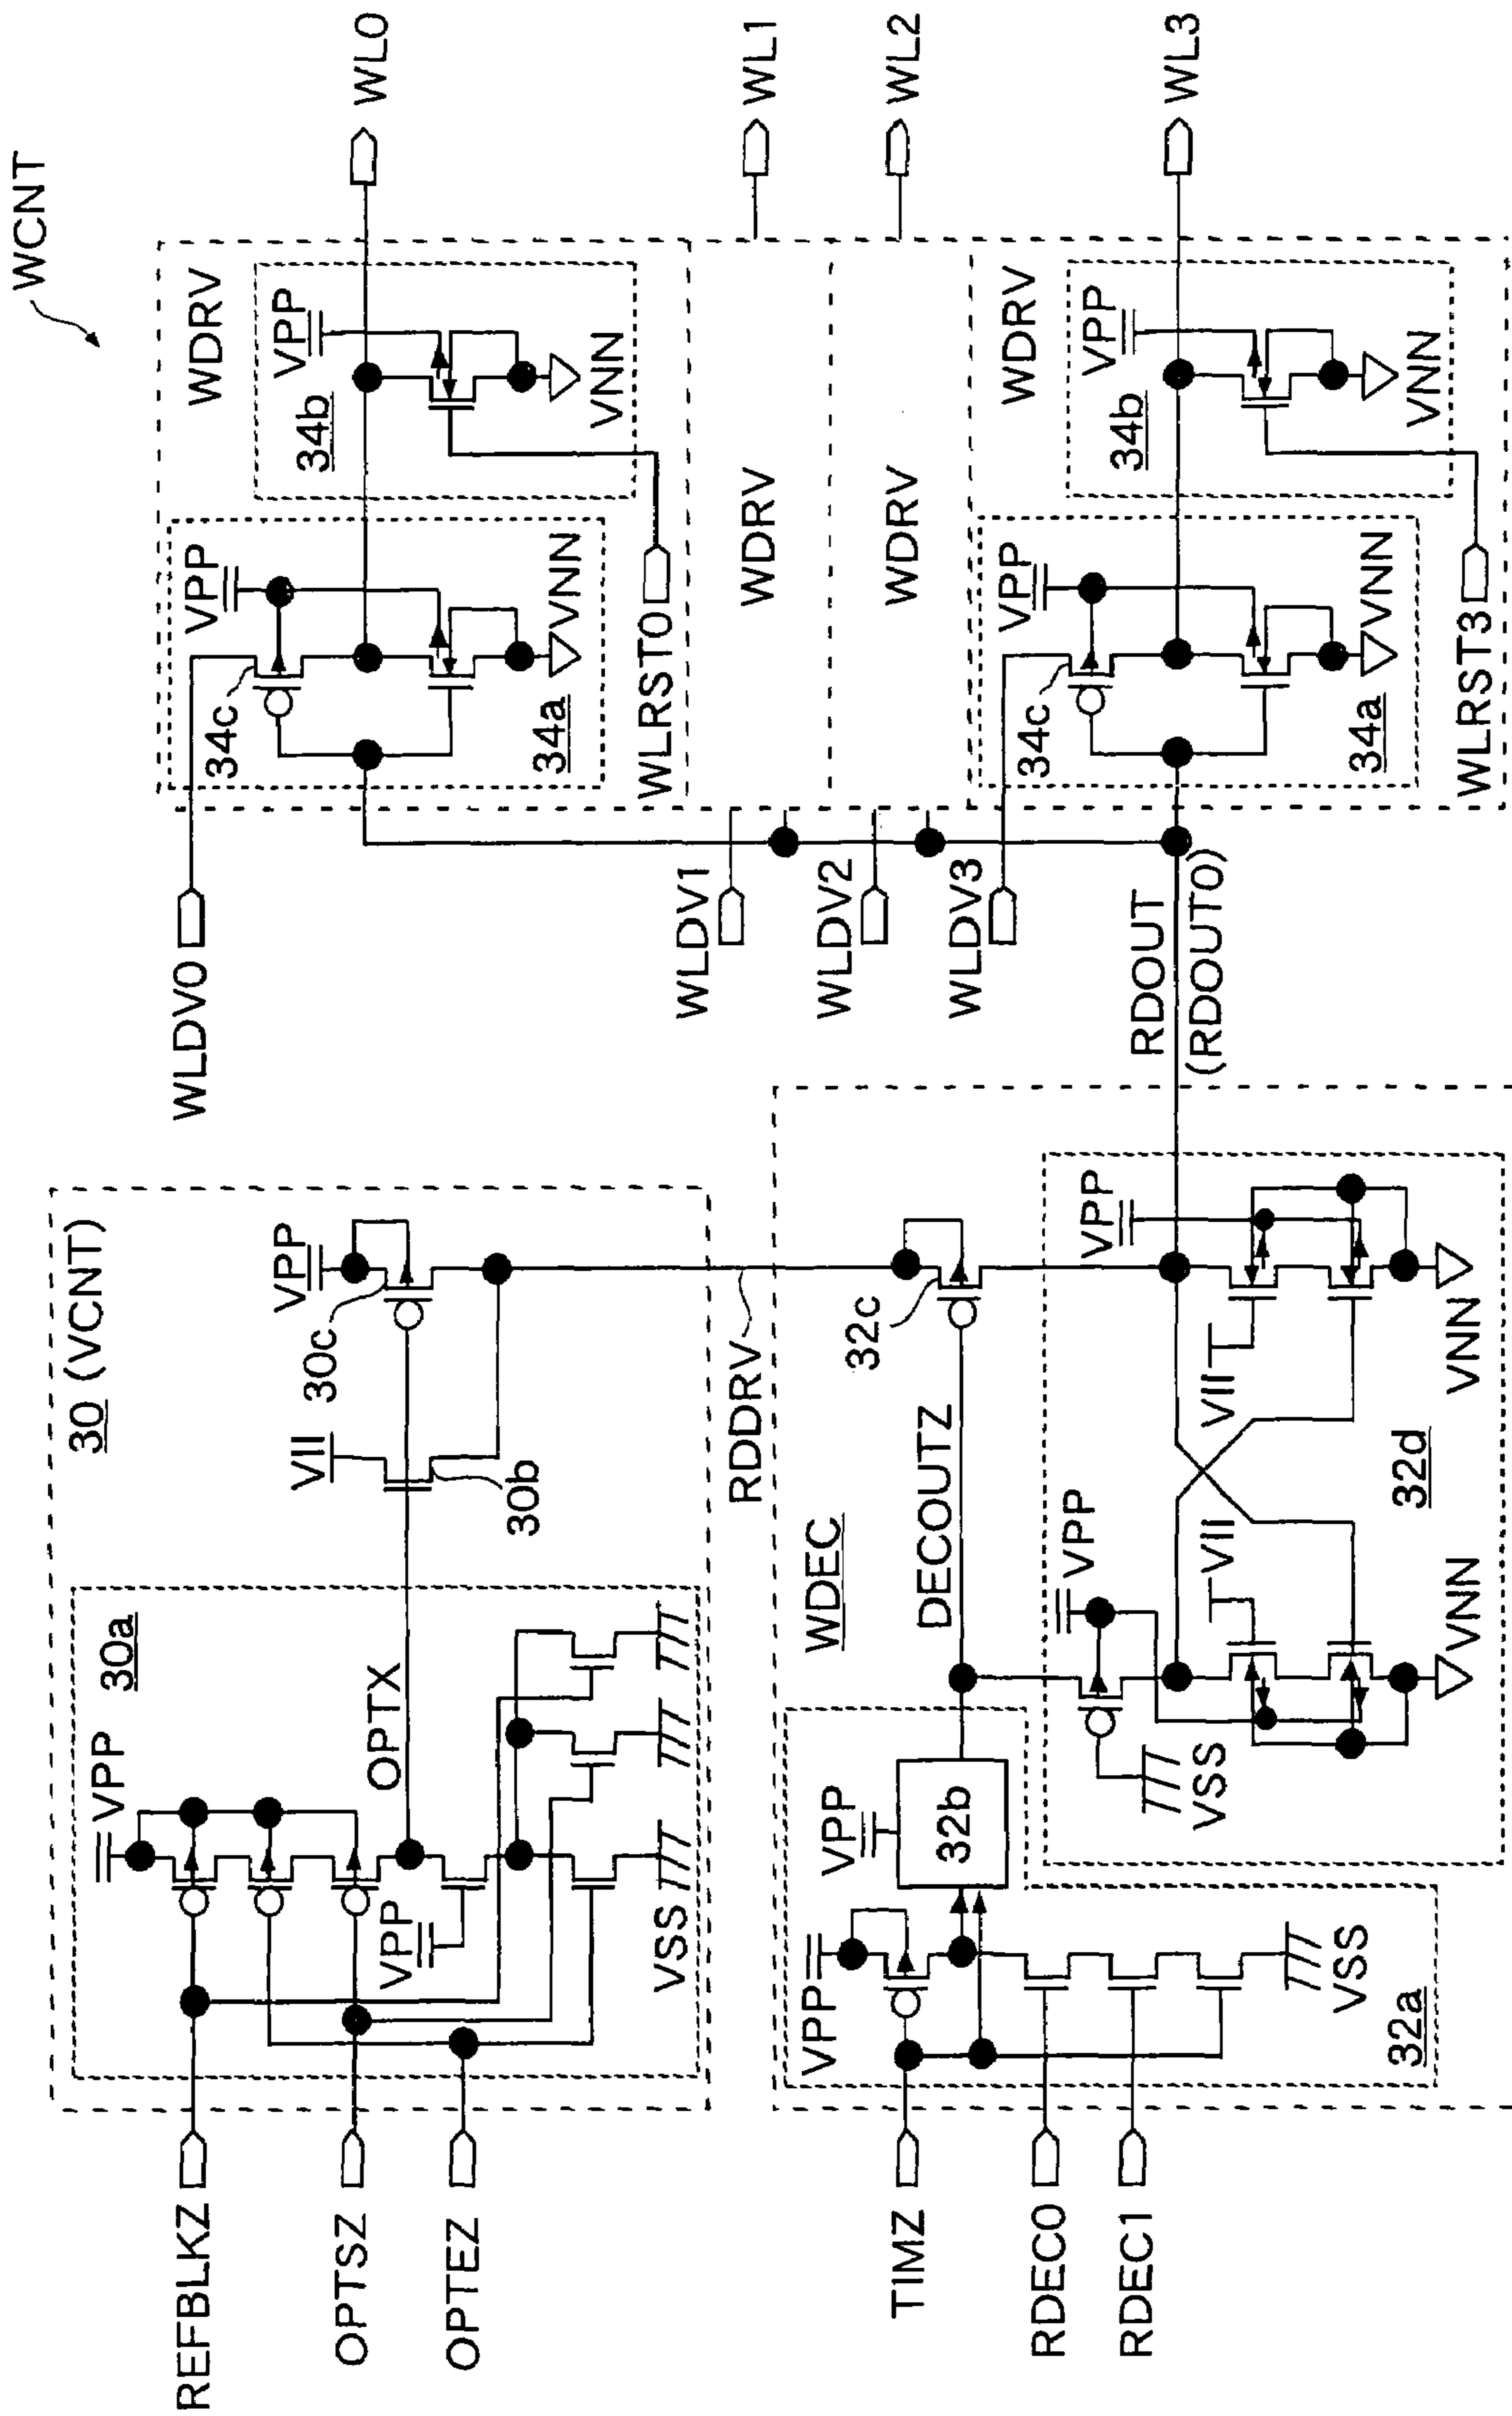 WCNT
30 (VCNT)
30a
VPP
OPTX
VPP
VSS
REFBLKZ
OPTSZ
OPTEZ
VII
30b
VPP
30c
RDDRV
WDEC
TIMZ
RDEC0
RDEC1
VPP
VSS
32a
VPP
32b
DECOUTZ
32c
VPP
VSS
VII
VNN
VPP
VII
VNN
32d
RDOUT
(RDOUT0)
WLDV0
WLDV1
WLDV2
WLDV3
WDRV
VPP
34c
VNN
34a
VPP
34b
VNN
WLRST0
WL0
WDRV
WL1
WDRV
WL2
WDRV
VPP
34c
VNN
34a
VPP
34b
VNN
WLRST3
WL3